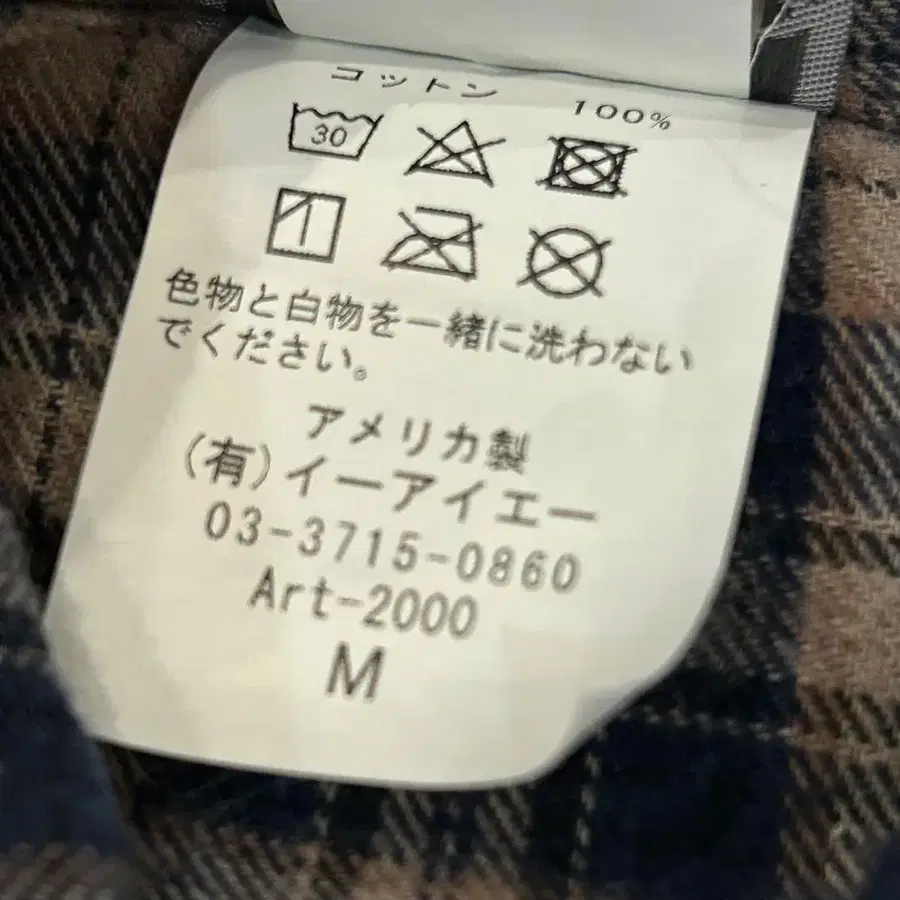 コットン 100%
30
色物と白物を一緒に洗わない
でください。
アメリカ製
(有)イーアイエー
03-3715-0860
Art-2000
M